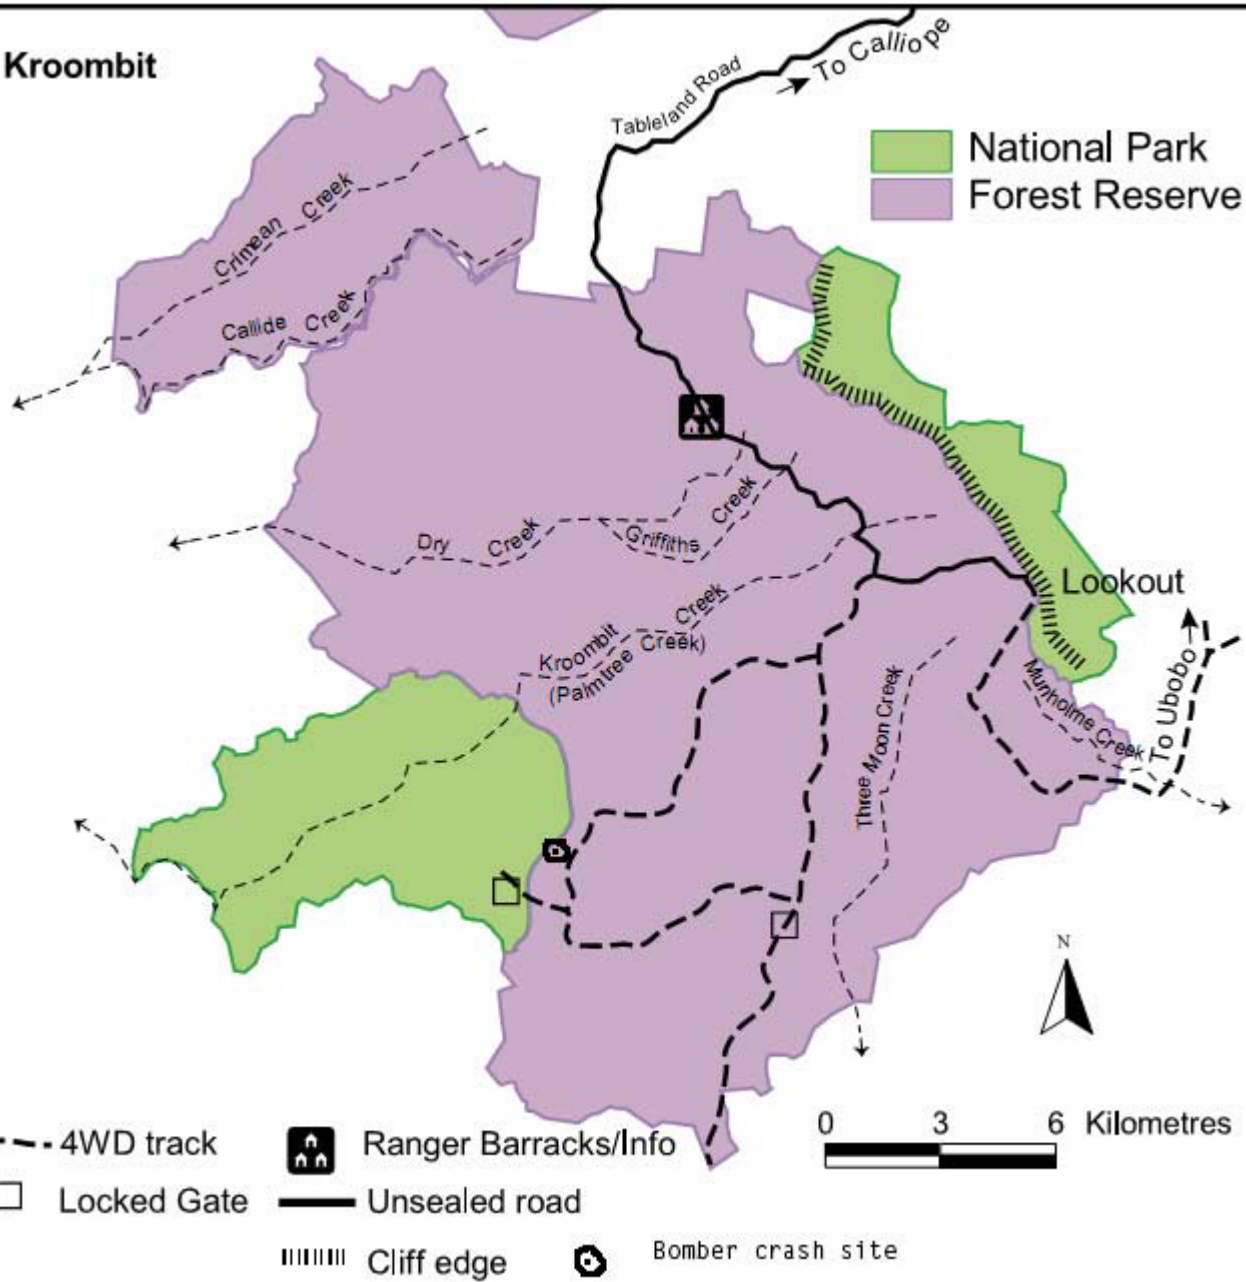 Kroombit
To Calliope
Tableland Road
National Park
Forest Reserve
Crimean Creek
Callide Creek
Dry Creek
Griffiths Creek
Kroombit Creek
(Palmtree Creek)
Lookout
Three Moon Creek
Munholme Creek
To Ubobo
N
0 3 6 Kilometres
4WD track
Ranger Barracks/Info
Locked Gate
Unsealed road
Cliff edge
Bomber crash site